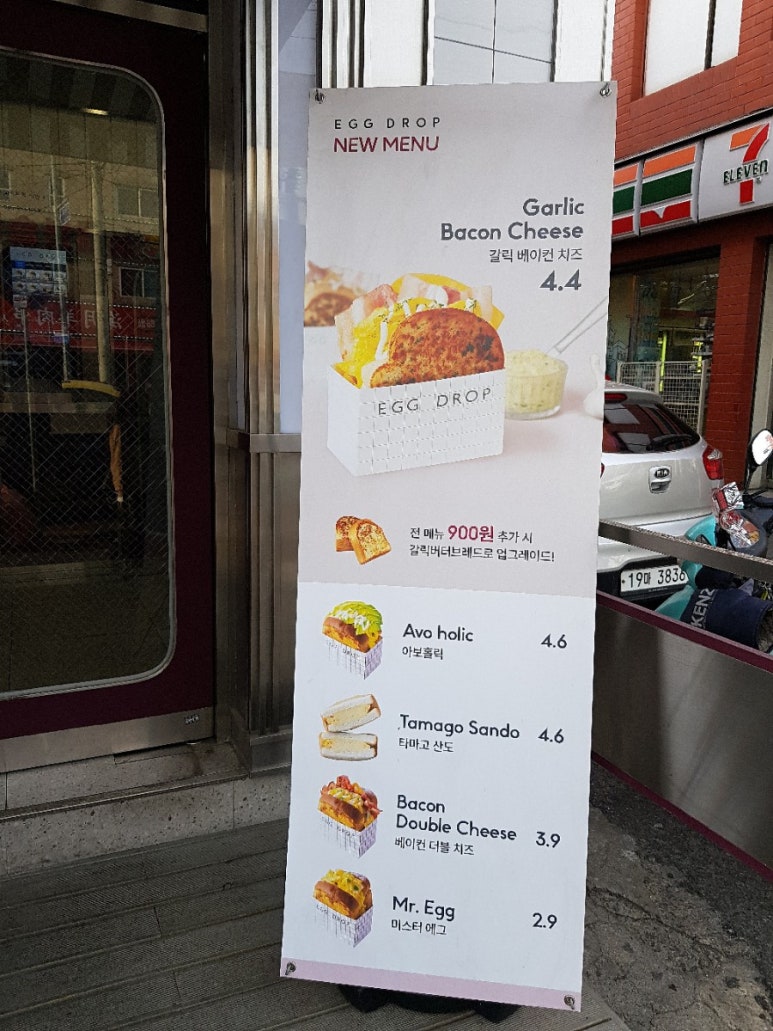 EGG DROP
NEW MENU
Garlic
Bacon Cheese
갈릭 베이컨 치즈
4.4
EGG DROP
전 메뉴 900원 추가 시
갈릭버터브레드로 업그레이드!
Avo holic 4.6
아보홀릭
Tamago Sando 4.6
타마고 산도
Bacon
Double Cheese 3.9
베이컨 더블 치즈
Mr. Egg 2.9
미스터 에그
EGG DROP
7
ELEVEN
KIA
19마 3836